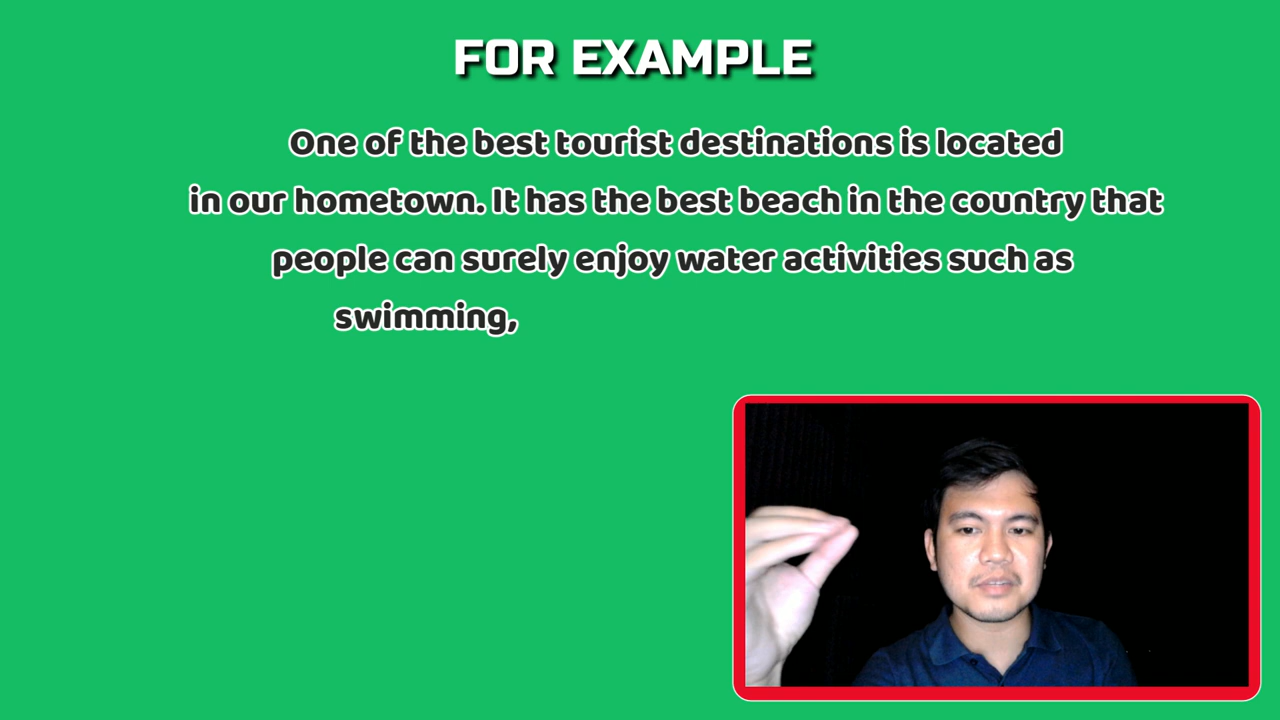 FOR EXAMPLE
One of the best tourist destinations is located
in our hometown. It has the best beach in the country that
people can surely enjoy water activities such as
swimming,